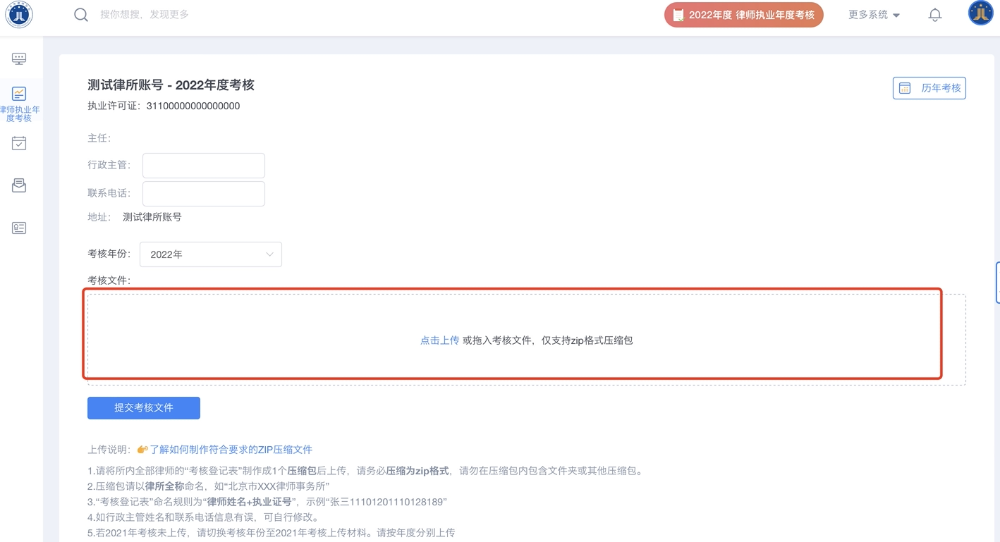 搜你想搜，发现更多
2022年度 律师执业年度考核
更多系统
律师执业年
度考核
测试律所账号 - 2022年度考核
历年考核
执业许可证：31100000000000000
主任：
行政主管：
联系电话：
地址： 测试律所账号
考核年份： 2022年
考核文件：
点击上传 或拖入考核文件，仅支持zip格式压缩包
提交考核文件
上传说明： 👉了解如何制作符合要求的ZIP压缩文件
1.请将所内全部律师的“考核登记表”制作成1个压缩包后上传，请务必压缩为zip格式，请勿在压缩包内包含文件夹或其他压缩包。
2.压缩包请以律所全称命名，如“北京市XXX律师事务所”
3.“考核登记表”命名规则为“律师姓名+执业证号”，示例“张三11101201110128189”
4.如行政主管姓名和联系电话信息有误，可自行修改。
5.若2021年考核未上传，请切换考核年份至2021年考核上传材料。请按年度分别上传